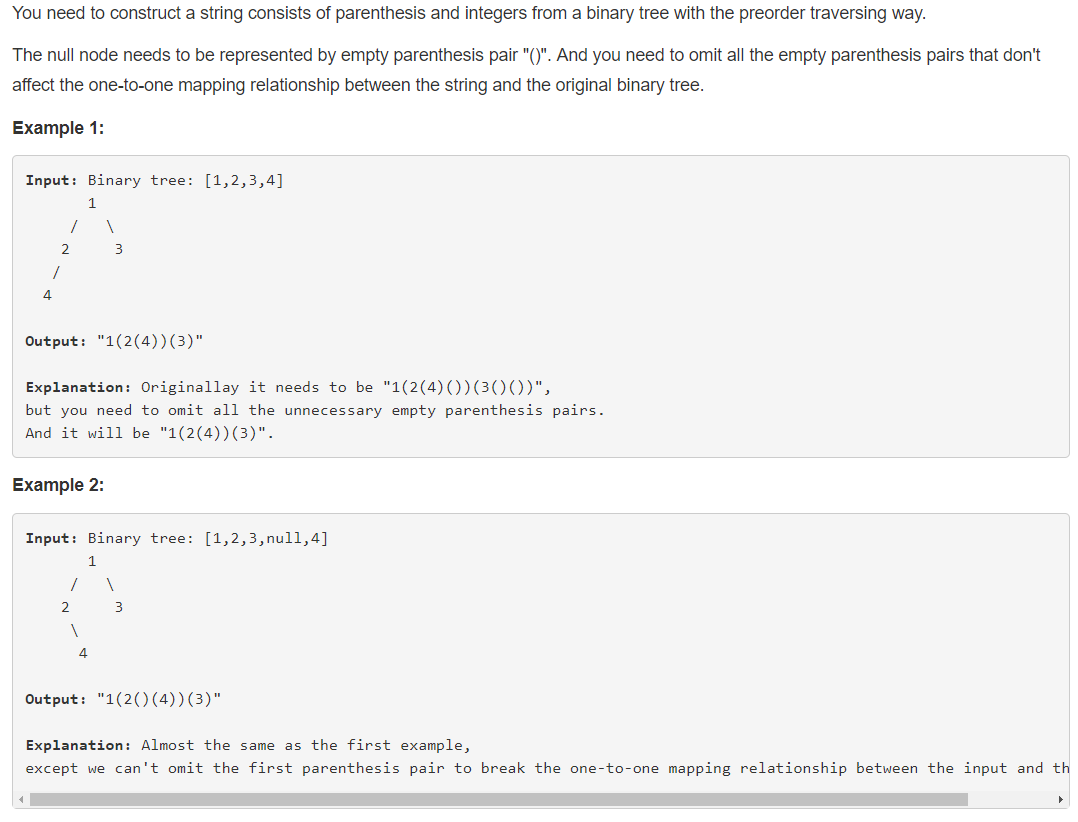 You need to construct a string consists of parenthesis and integers from a binary tree with the preorder traversing way.
The null node needs to be represented by empty parenthesis pair "()". And you need to omit all the empty parenthesis pairs that don't
affect the one-to-one mapping relationship between the string and the original binary tree.
Example 1:
Input: Binary tree: [1,2,3,4]
       1
     /   \
    2     3
   /
  4
Output: "1(2(4))(3)"
Explanation: Originallay it needs to be "1(2(4)())(3()())",
but you need to omit all the unnecessary empty parenthesis pairs.
And it will be "1(2(4))(3)".
Example 2:
Input: Binary tree: [1,2,3,null,4]
       1
     /   \
    2     3
     \
      4
Output: "1(2()(4))(3)"
Explanation: Almost the same as the first example,
except we can't omit the first parenthesis pair to break the one-to-one mapping relationship between the input and th